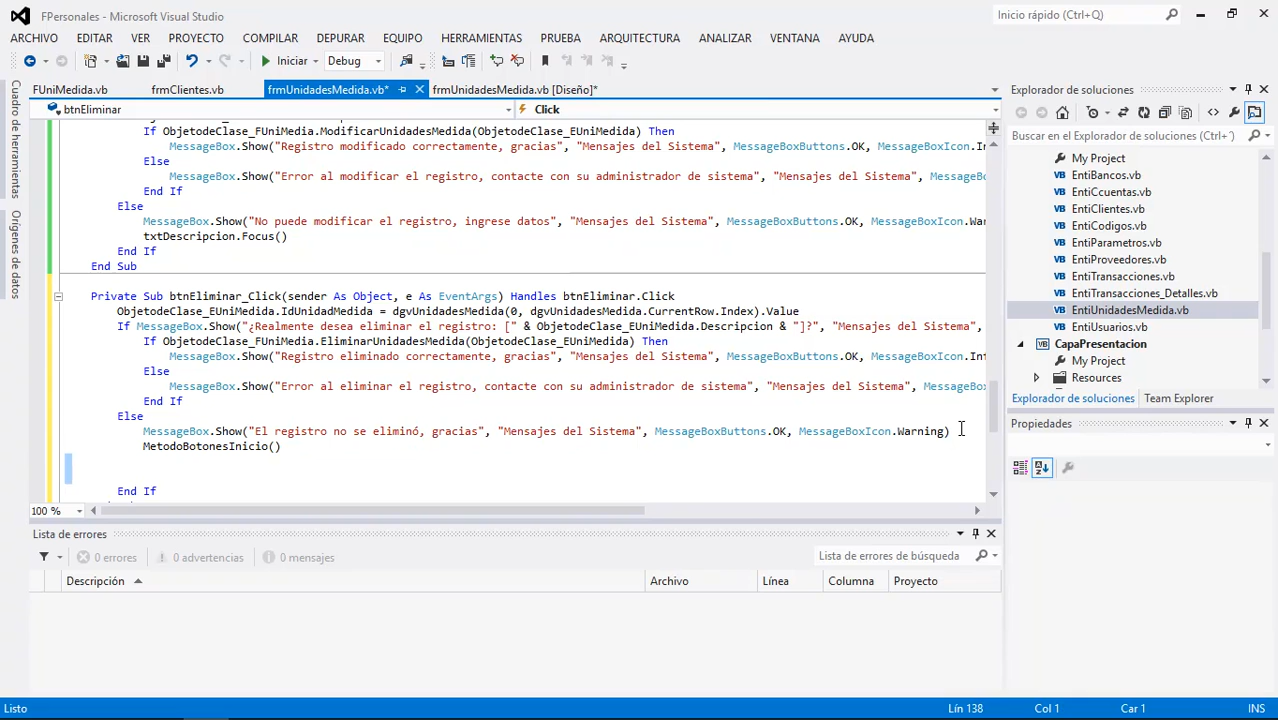 FPersonales - Microsoft Visual Studio
Inicio rápido (Ctrl+Q)
ARCHIVO EDITAR VER PROYECTO COMPILAR DEPURAR EQUIPO HERRAMIENTAS PRUEBA ARQUITECTURA ANALIZAR VENTANA AYUDA
Iniciar Debug
FUniMedida.vb frmClientes.vb frmUnidadesMedida.vb* frmUnidadesMedida.vb [Diseño]*
btnEliminar Click
If ObjetodeClase_FUniMedia.ModificarUnidadesMedida(ObjetodeClase_EUniMedida) Then
MessageBox.Show("Registro modificado correctamente, gracias", "Mensajes del Sistema", MessageBoxButtons.OK, MessageBoxIcon.In
Else
MessageBox.Show("Error al modificar el registro, contacte con su administrador de sistema", "Mensajes del Sistema", MessageBo
End If
Else
MessageBox.Show("No puede modificar el registro, ingrese datos", "Mensajes del Sistema", MessageBoxButtons.OK, MessageBoxIcon.War
txtDescripcion.Focus()
End If
End Sub
Private Sub btnEliminar_Click(sender As Object, e As EventArgs) Handles btnEliminar.Click
ObjetodeClase_EUniMedida.IdUnidadMedida = dgvUnidadesMedida(0, dgvUnidadesMedida.CurrentRow.Index).Value
If MessageBox.Show("¿Realmente desea eliminar el registro: [" & ObjetodeClase_EUniMedida.Descripcion & "]?", "Mensajes del Sistema",
If ObjetodeClase_FUniMedia.EliminarUnidadesMedida(ObjetodeClase_EUniMedida) Then
MessageBox.Show("Registro eliminado correctamente, gracias", "Mensajes del Sistema", MessageBoxButtons.OK, MessageBoxIcon.Inf
Else
MessageBox.Show("Error al eliminar el registro, contacte con su administrador de sistema", "Mensajes del Sistema", MessageBo
End If
Else
MessageBox.Show("El registro no se eliminó, gracias", "Mensajes del Sistema", MessageBoxButtons.OK, MessageBoxIcon.Warning)
MetodoBotonesInicio()
End If
100 %
Cuadro de herramientas
Orígenes de datos
Lista de errores
0 errores 0 advertencias 0 mensajes
Lista de errores de búsqueda
Descripción Archivo Línea Columna Proyecto
Explorador de soluciones
Buscar en el Explorador de soluciones (Ctrl+´)
My Project
VB EntiBancos.vb
VB EntiCcuentas.vb
VB EntiClientes.vb
VB EntiCodigos.vb
VB EntiParametros.vb
VB EntiProveedores.vb
VB EntiTransacciones.vb
VB EntiTransacciones_Detalles.vb
VB EntiUnidadesMedida.vb
VB EntiUsuarios.vb
VB CapaPresentacion
My Project
Resources
Explorador de soluciones Team Explorer
Propiedades
Listo Lín 138 Col 1 Car 1 INS